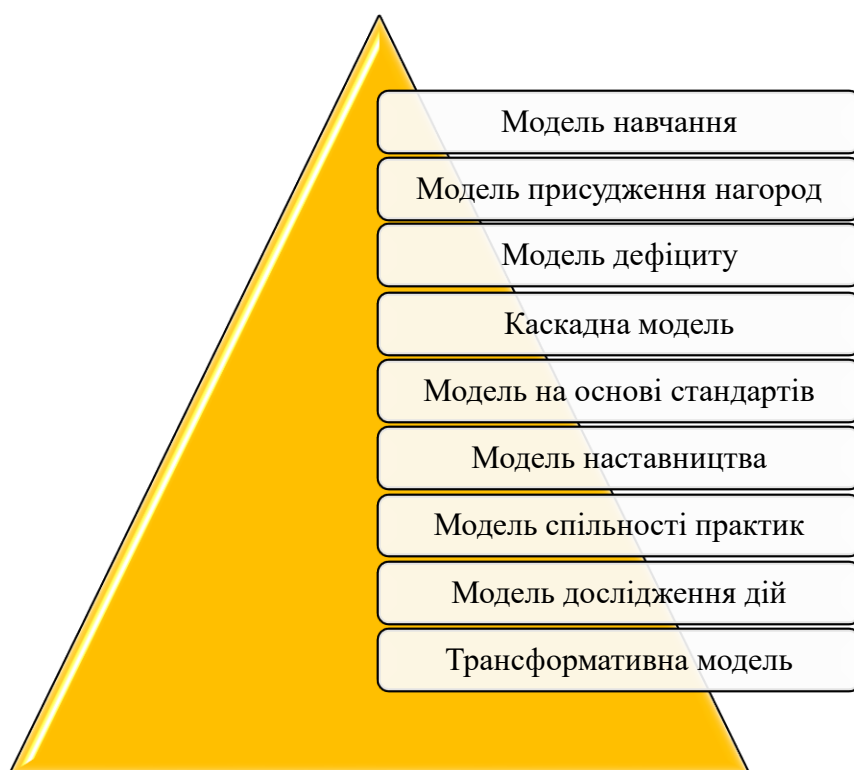 Модель навчання
Модель присудження нагород
Модель дефіциту
Каскадна модель
Модель на основі стандартів
Модель наставництва
Модель спільності практик
Модель дослідження дій
Трансформативна модель